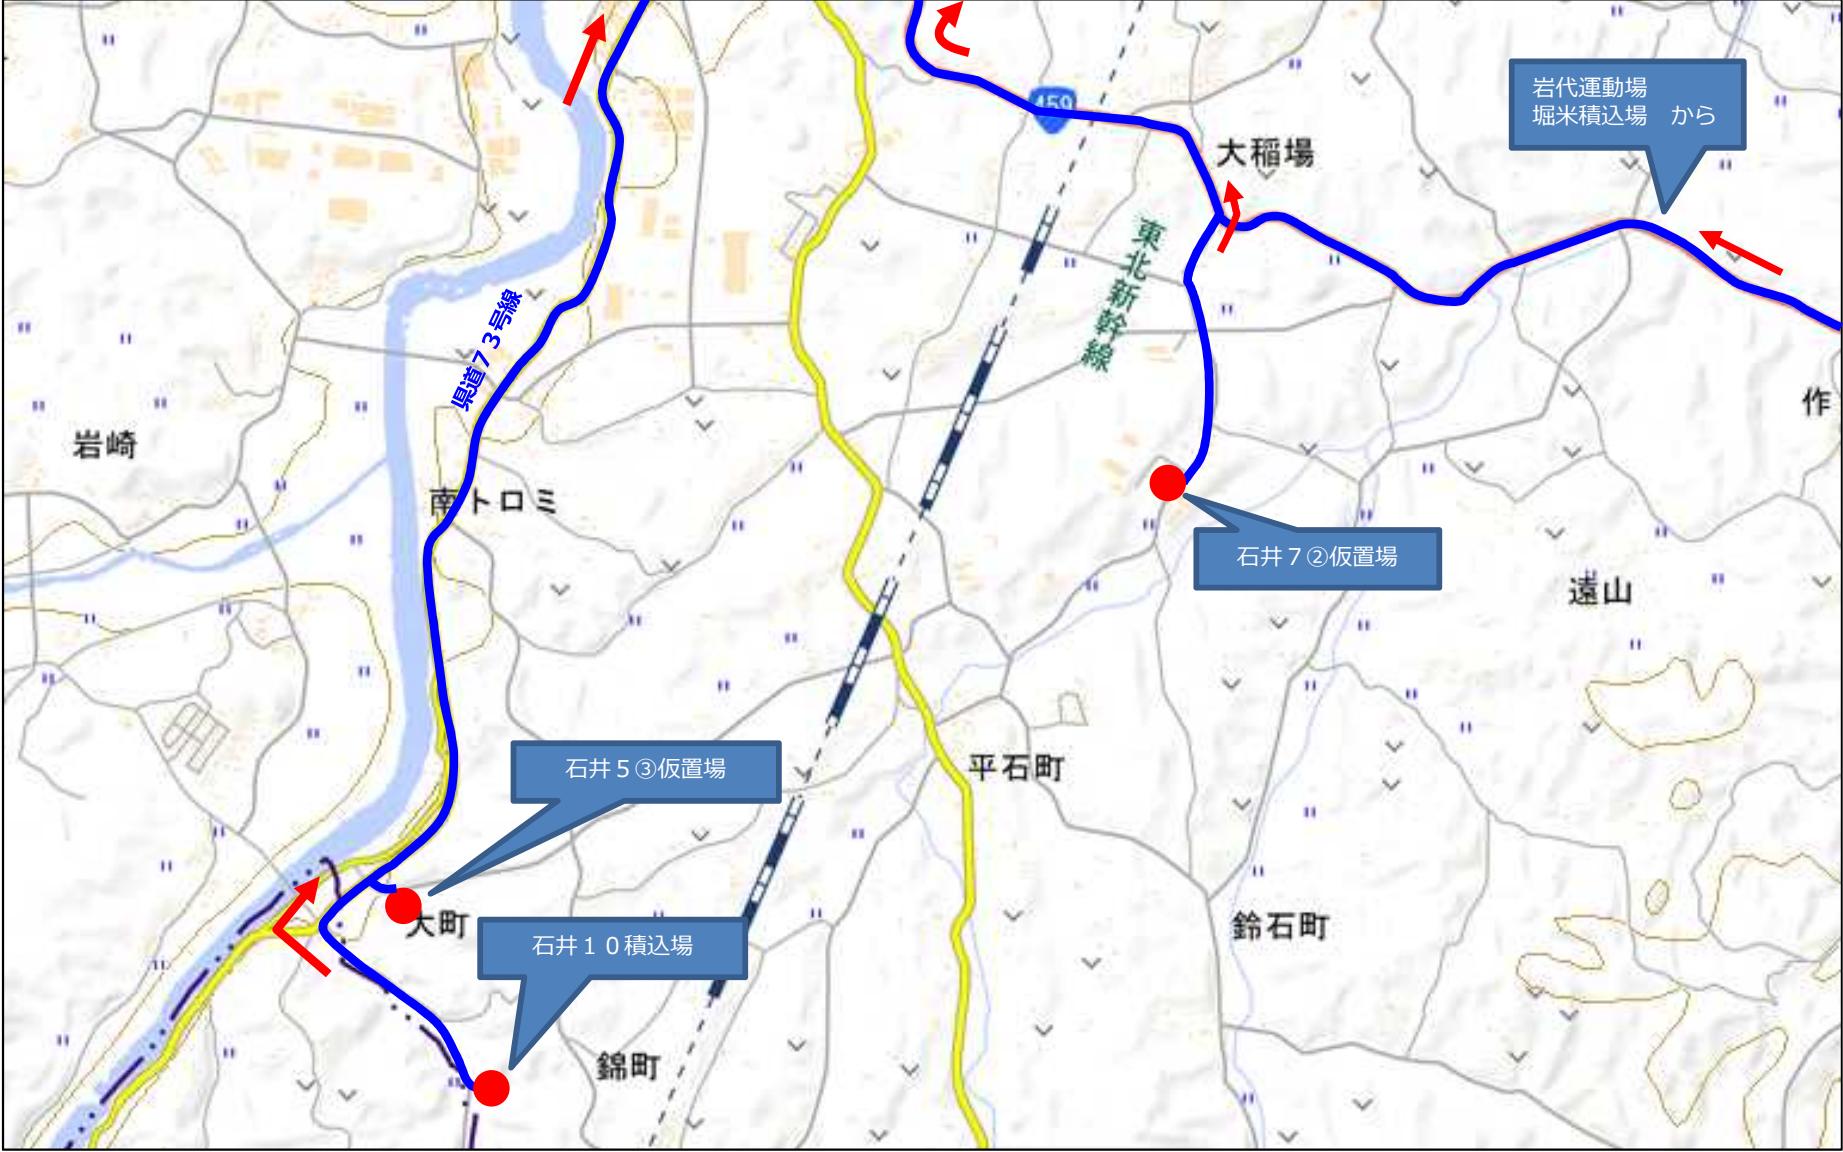 459
大稲場
岩代運動場
堀米積込場　から
東北新幹線
県道７３号線
作
岩崎
南トロミ
石井７②仮置場
遠山
石井５③仮置場
平石町
大町
石井１０積込場
鈴石町
錦町